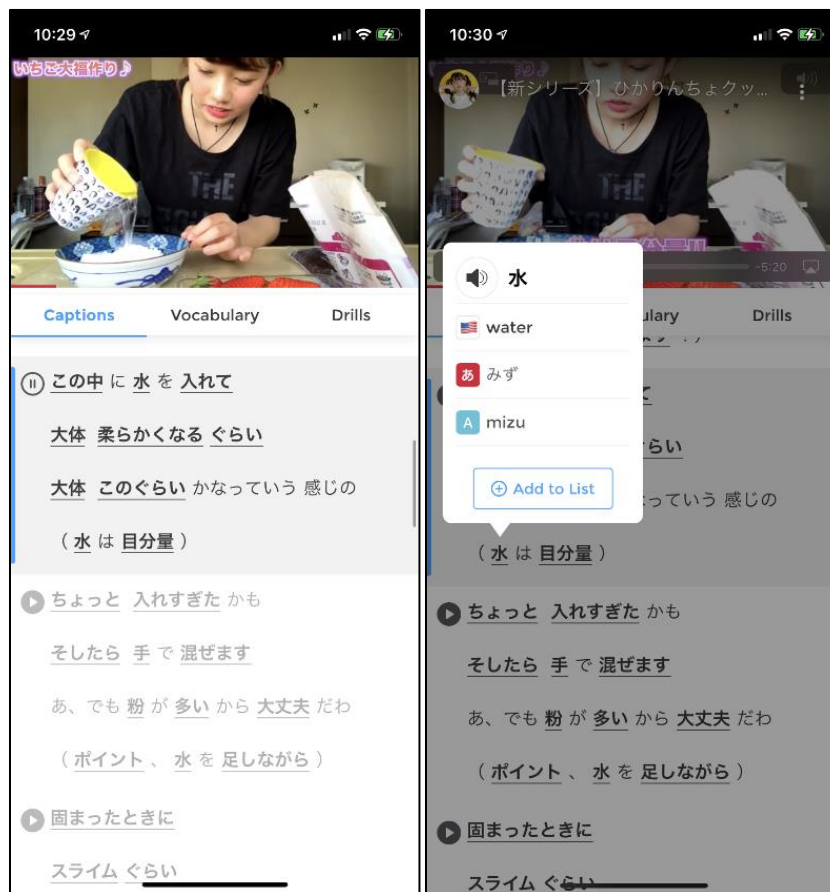 10:29
いちご大福作り♪
THE
Captions Vocabulary Drills
この中 に 水 を 入れて
大体 柔らかくなる ぐらい
大体 このぐらい かなっていう 感じの
( 水 は 目分量 )
ちょっと 入れすぎた かも
そしたら 手 で 混ぜます
あ、でも 粉 が 多い から 大丈夫 だわ
( ポイント 、 水 を 足しながら )
固まったときに
スライム ぐらい
10:30
【新シリーズ】ひかりんちょクッ...
THE
-5:20
水
water
あ みず
A mizu
Add to List
ulary Drills
らい
っていう 感じの
( 水 は 目分量 )
ちょっと 入れすぎた かも
そしたら 手 で 混ぜます
あ、でも 粉 が 多い から 大丈夫 だわ
( ポイント 、 水 を 足しながら )
固まったときに
スライム ぐらい